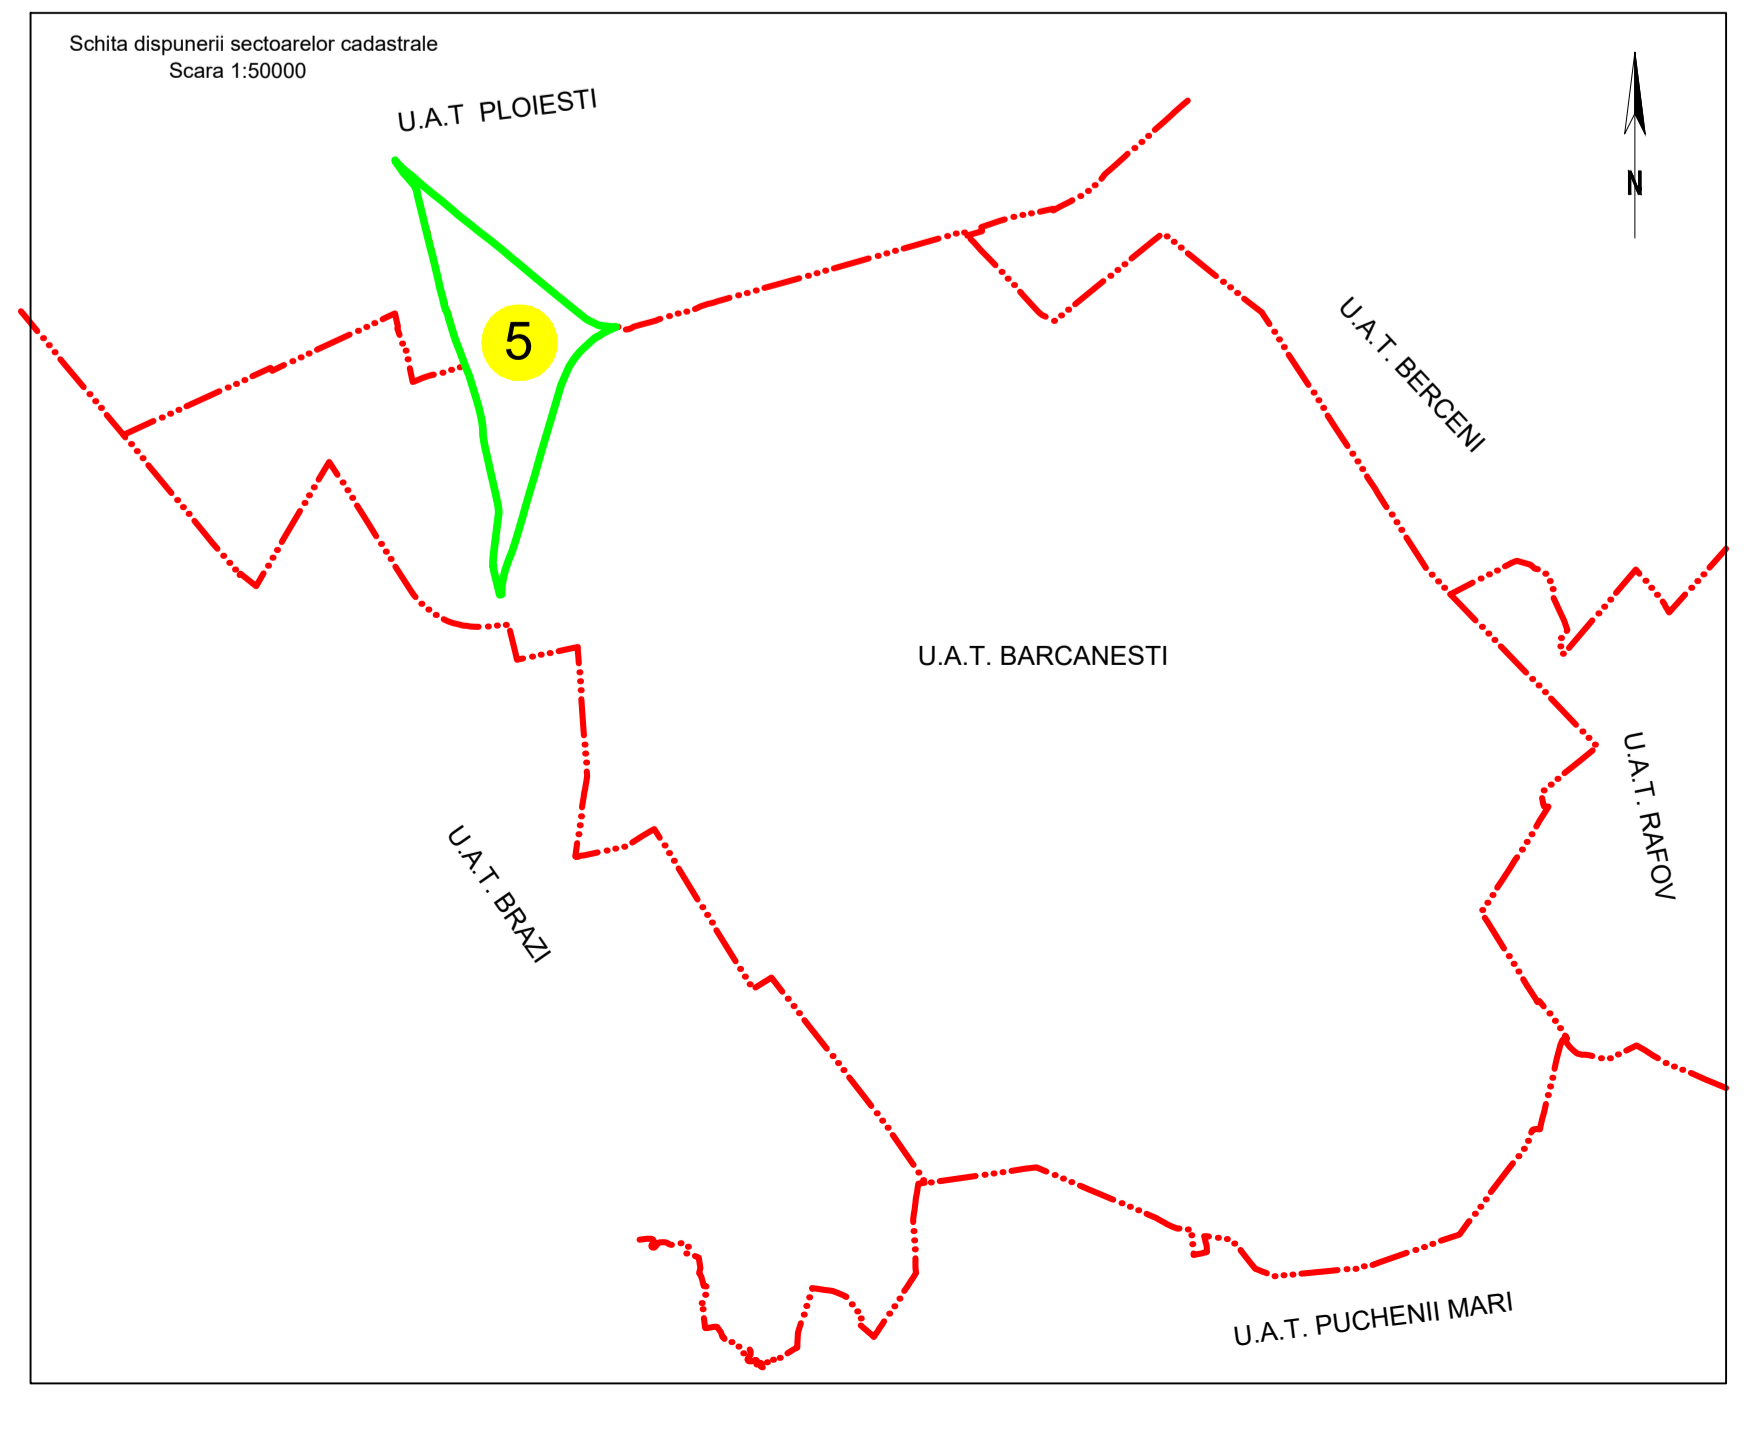 Schita dispunerii sectoarelor cadastrale
Scara 1:50000
U.A.T PLOIESTI
N
U.A.T. BERCENI
5
U.A.T. BARCANESTI
U.A.T. RAFOV
U.A.T. BRAZI
U.A.T. PUCHENII MARI